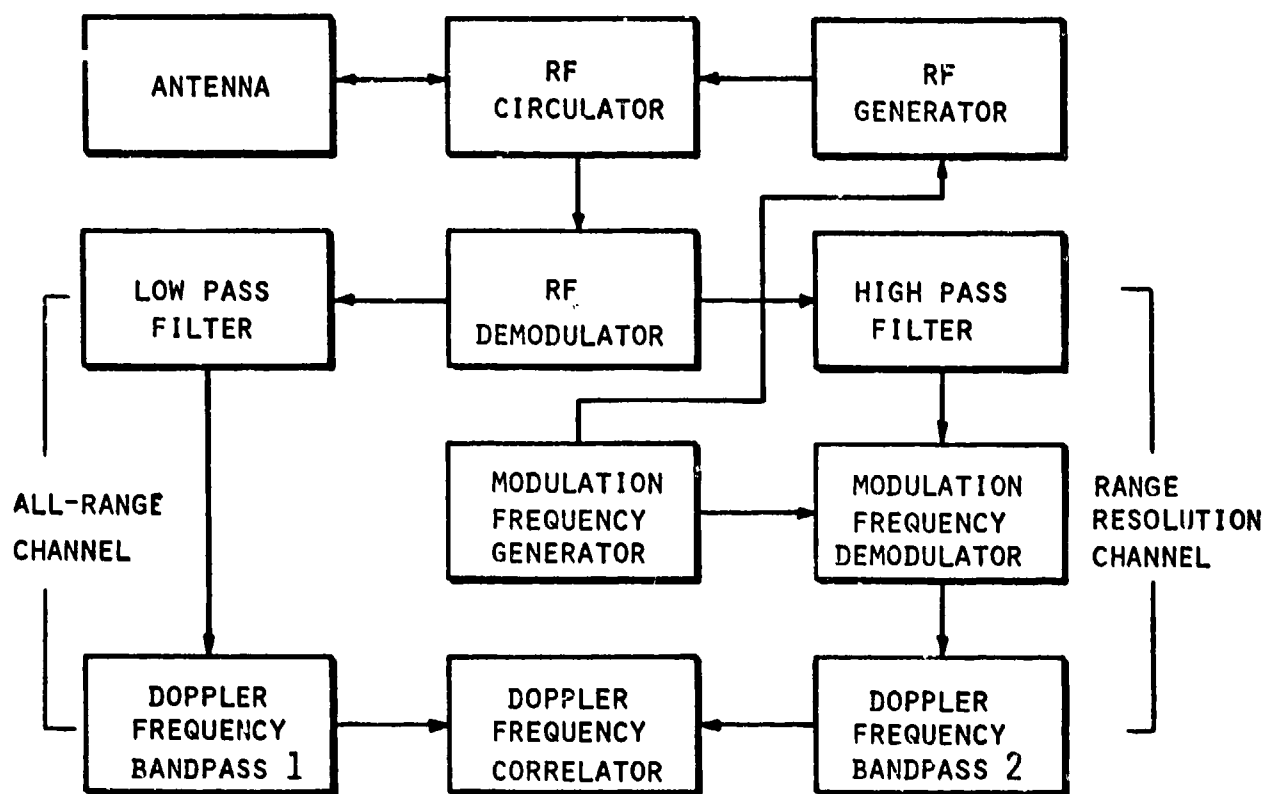 ANTENNA
RF
CIRCULATOR
RF
GENERATOR
LOW PASS
FILTER
RF
DEMODULATOR
HIGH PASS
FILTER
ALL-RANGE
CHANNEL
MODULATION
FREQUENCY
GENERATOR
MODULATION
FREQUENCY
DEMODULATOR
RANGE
RESOLUTION
CHANNEL
DOPPLER
FREQUENCY
BANDPASS 1
DOPPLER
FREQUENCY
CORRELATOR
DOPPLER
FREQUENCY
BANDPASS 2